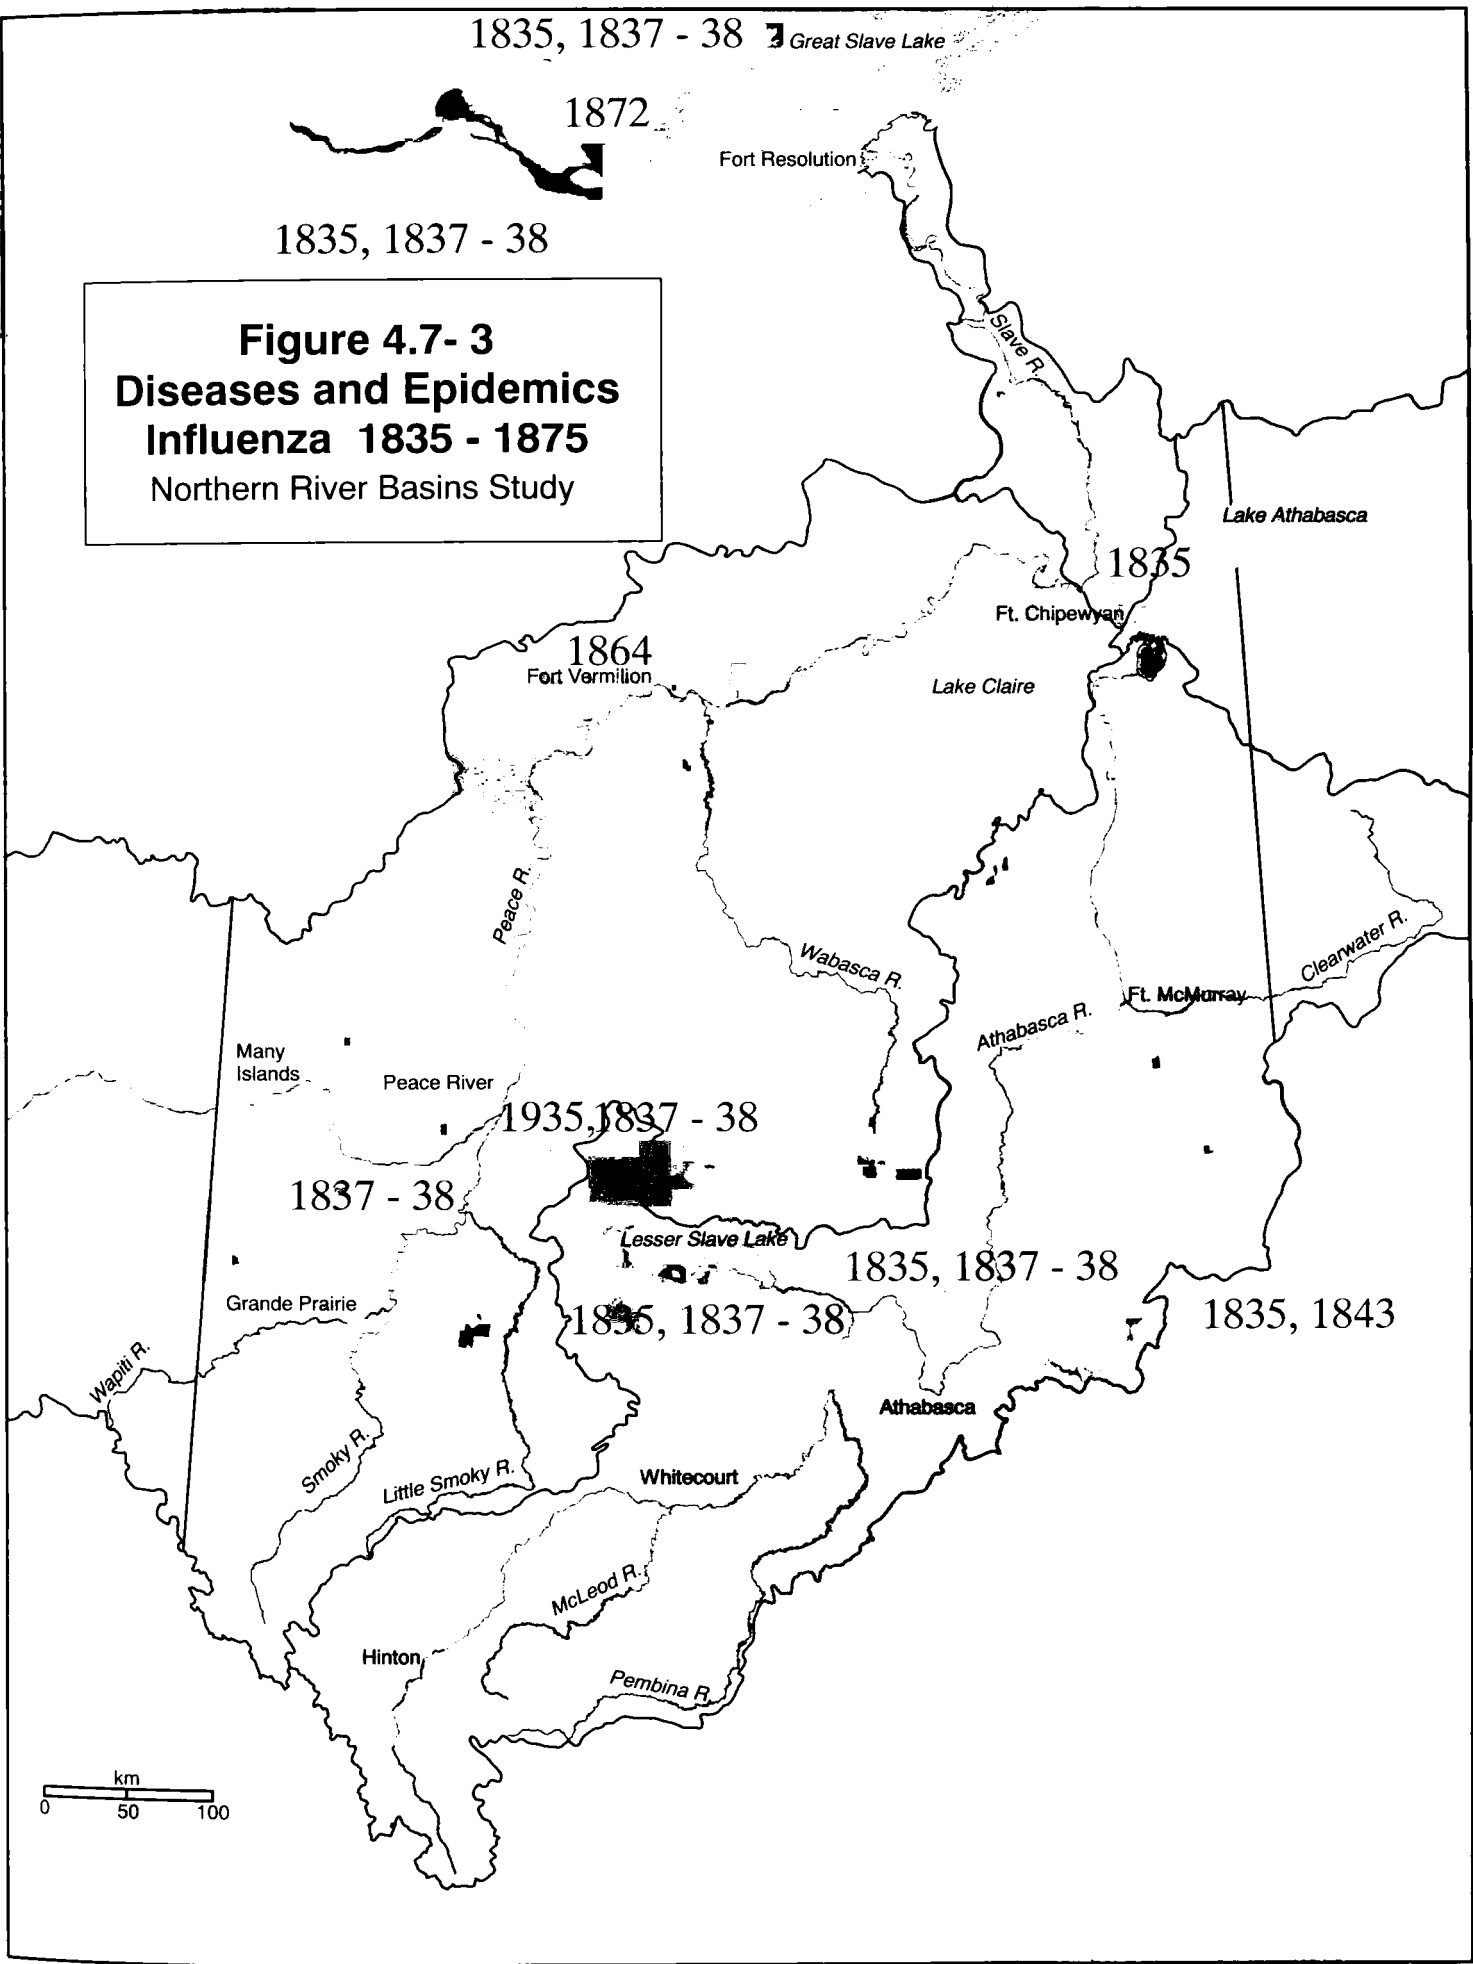 1835, 1837 - 38
Great Slave Lake
1872
Fort Resolution
1835, 1837 - 38
Figure 4.7- 3
Diseases and Epidemics
Influenza 1835 - 1875
Northern River Basins Study
Slave R.
Lake Athabasca
1835
Ft. Chipewyan
1864
Fort Vermilion
Lake Claire
Peace R.
Wabasca R.
Clearwater R.
Ft. McMurray
Athabasca R.
Many
Islands
Peace River
1935,1837 - 38
1837 - 38
Lesser Slave Lake
1835, 1837 - 38
Grande Prairie
1835, 1837 - 38
1835, 1843
Wapiti R.
Athabasca
Smoky R.
Little Smoky R.
Whitecourt
McLeod R.
Hinton
Pembina R.
km
0 50 100